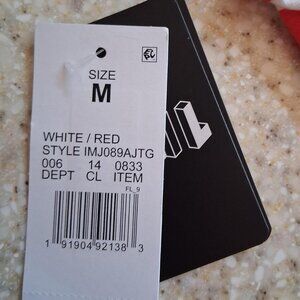 SIZE
M
WHITE / RED
STYLE IMJ089AJTG
006 14 0833
DEPT CL ITEM
FL_9
1 91904 92138 3